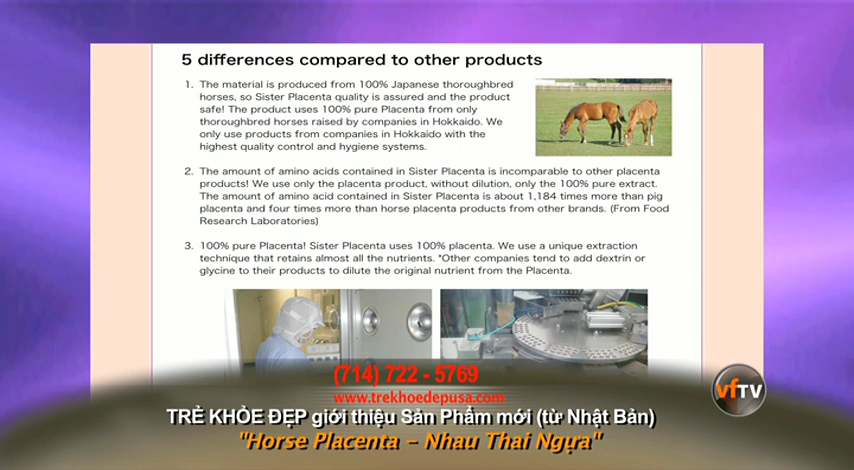 5 differences compared to other products
1. The material is produced from 100% Japanese thoroughbred
horses, so Sister Placenta quality is assured and the product
safe! The product uses 100% pure Placenta from only
thoroughbred horses raised by companies in Hokkaido. We
only use products from companies in Hokkaido with the
highest quality control and hygiene systems.
2. The amount of amino acids contained in Sister Placenta is incomparable to other placenta
products! We use only the placenta product, without dilution, only the 100% pure extract.
The amount of amino acid contained in Sister Placenta is about 1,184 times more than pig
placenta and four times more than horse placenta products from other brands. (From Food
Research Laboratories)
3. 100% pure Placenta! Sister Placenta uses 100% placenta. We use a unique extraction
technique that retains almost all the nutrients. *Other companies tend to add dextrin or
glycine to their products to dilute the original nutrient from the Placenta.
(714) 722 - 5769
www.trekhoedepusa.com
vfTV
TRẺ KHỎE ĐẸP giới thiệu Sản Phẩm mới (từ Nhật Bản)
"Horse Placenta - Nhau Thai Ngựa"